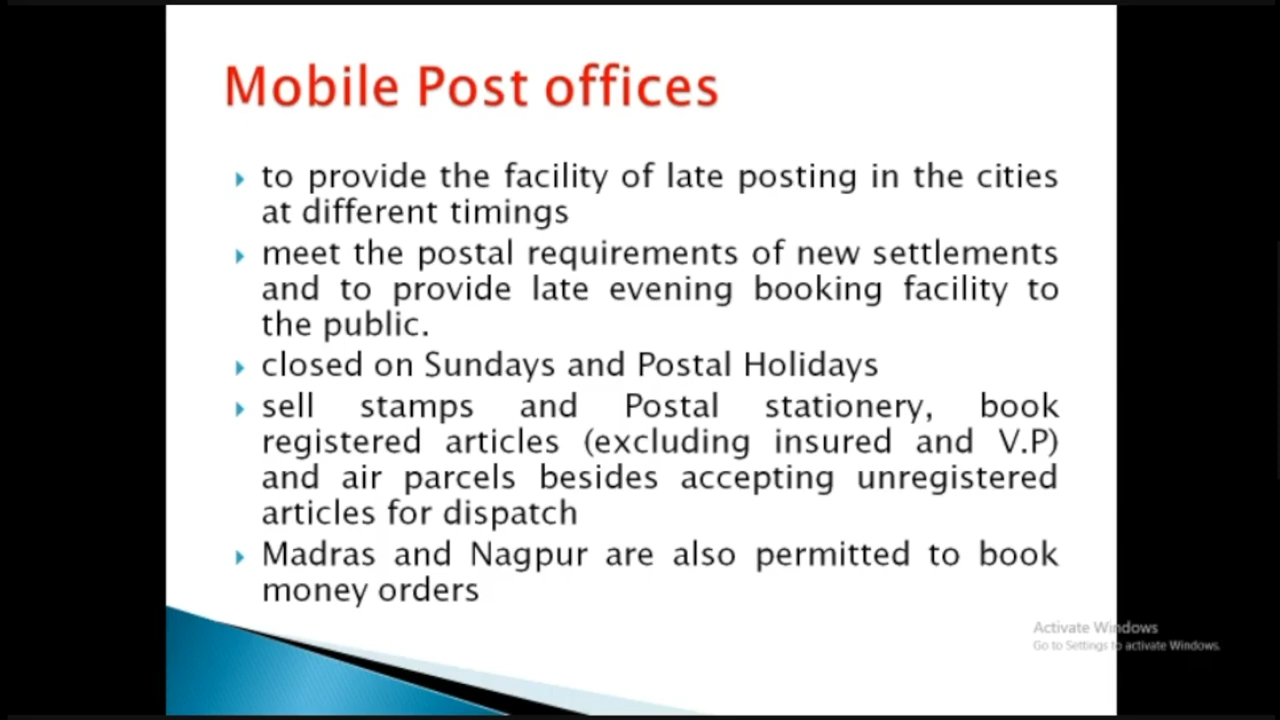 Mobile Post offices
to provide the facility of late posting in the cities
at different timings
meet the postal requirements of new settlements
and to provide late evening booking facility to
the public.
closed on Sundays and Postal Holidays
sell stamps and Postal stationery, book
registered articles (excluding insured and V.P)
and air parcels besides accepting unregistered
articles for dispatch
Madras and Nagpur are also permitted to book
money orders
Activate Windows
Go to Settings to activate Windows.